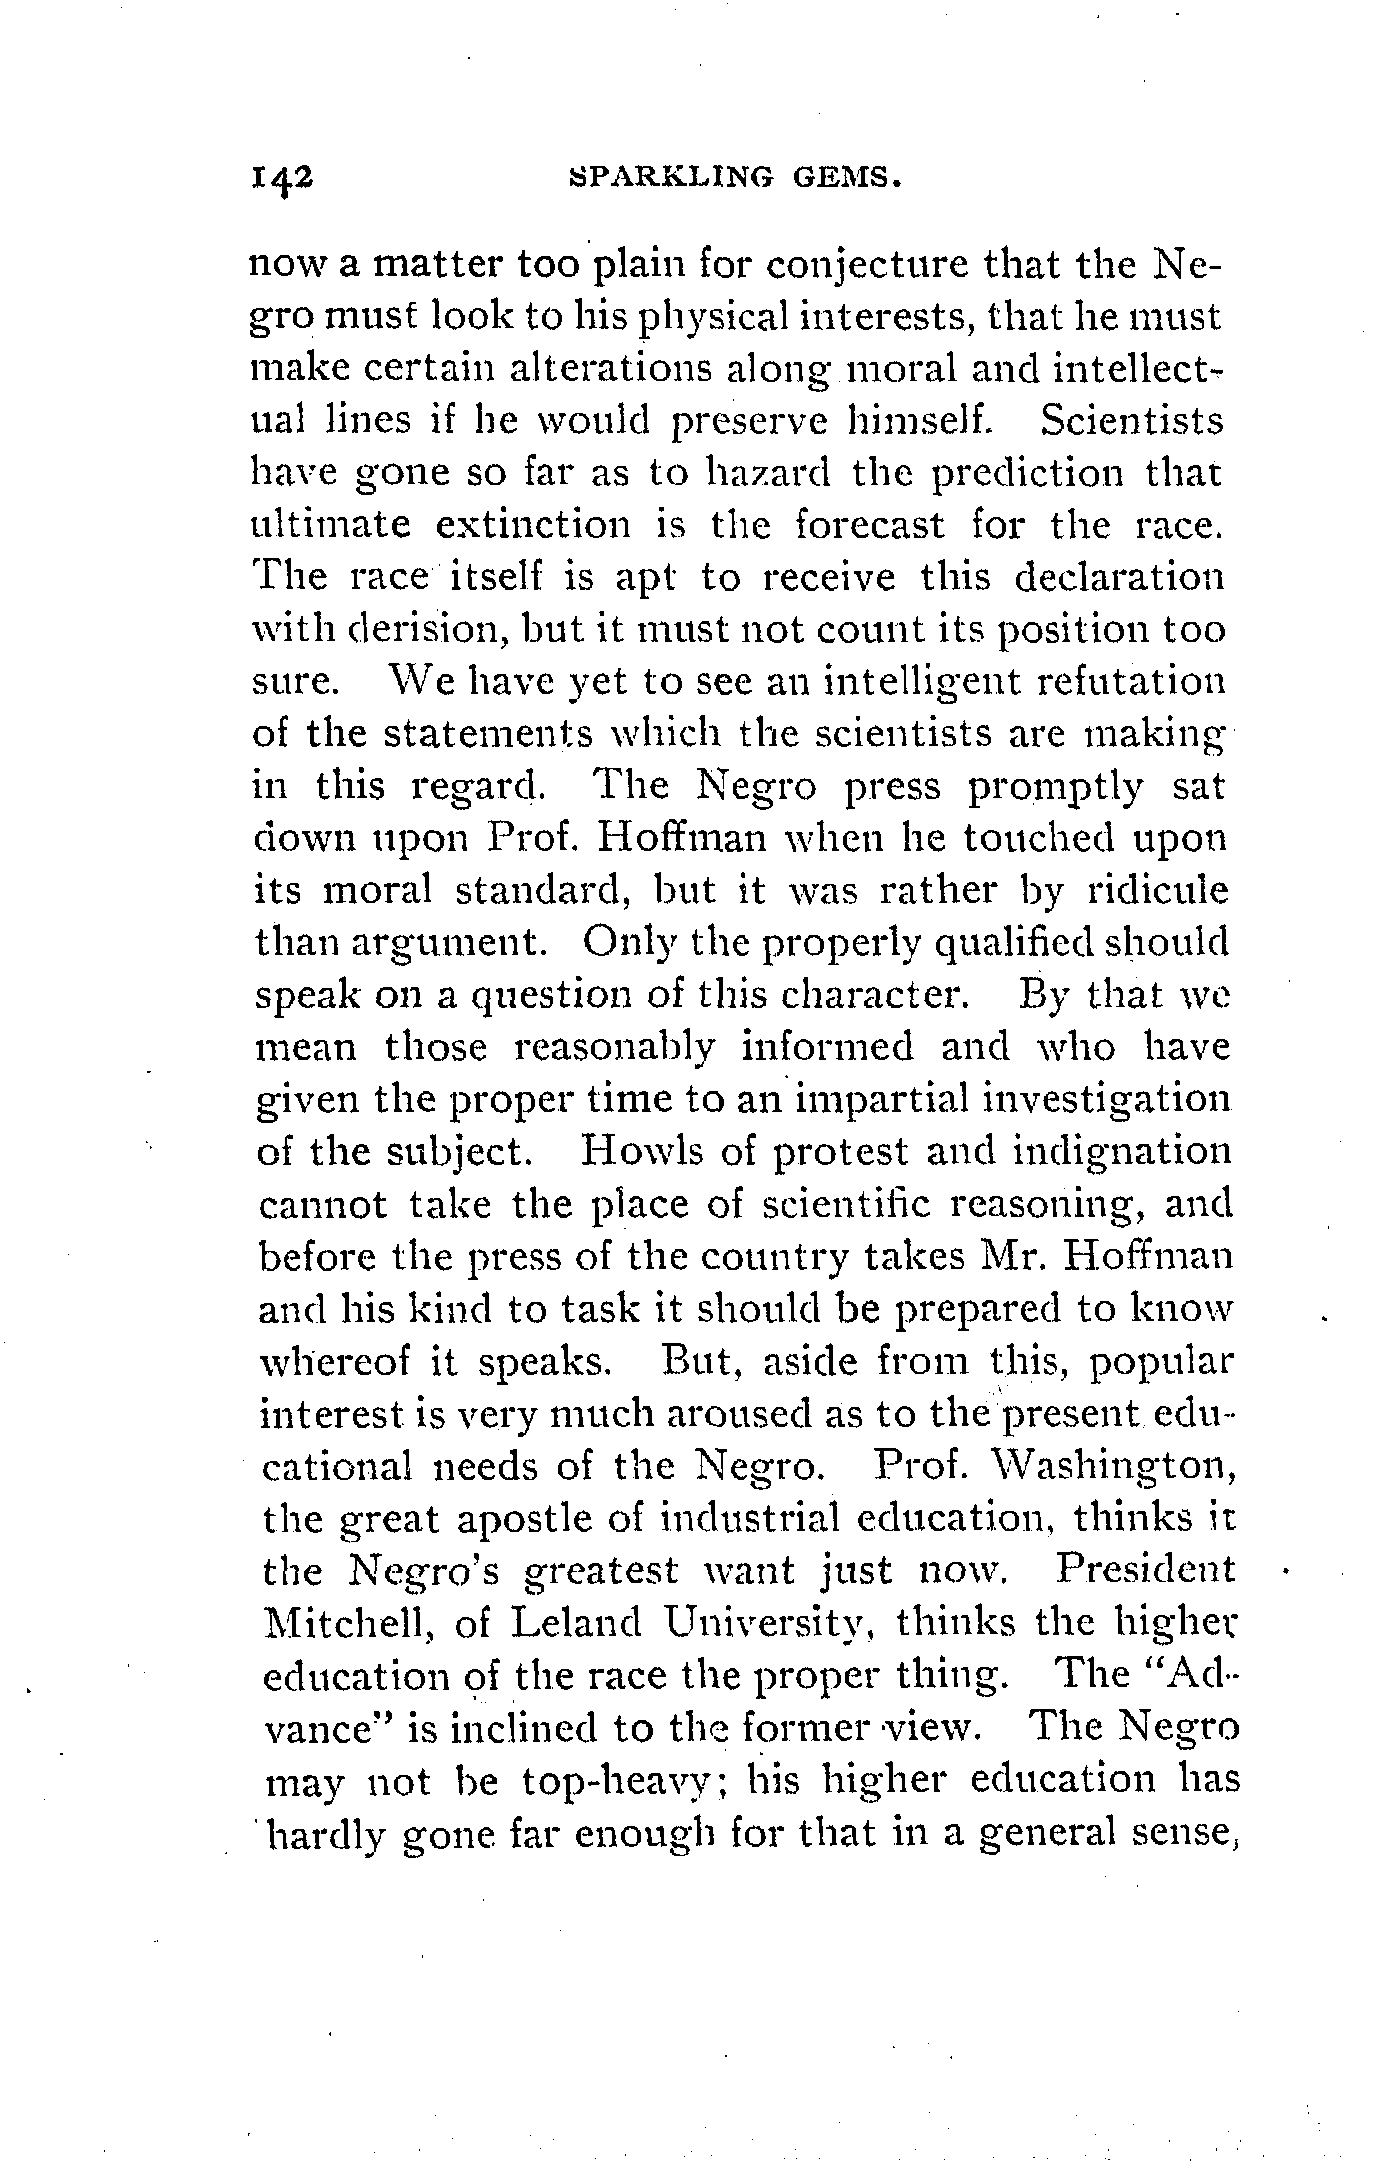 142 SPARKLING GEMS.
now a matter too plain for conjecture that the Ne-
gro must look to his physical interests, that he must
make certain alterations along moral and intellect-
ual lines if he would preserve himself. Scientists
have gone so far as to hazard the prediction that
ultimate extinction is the forecast for the race.
The race itself is apt to receive this declaration
with derision, but it must not count its position too
sure. We have yet to see an intelligent refutation
of the statements which the scientists are making
in this regard. The Negro press promptly sat
down upon Prof. Hoffman when he touched upon
its moral standard, but it was rather by ridicule
than argument. Only the properly qualified should
speak on a question of this character. By that we
mean those reasonably informed and who have
given the proper time to an impartial investigation
of the subject. Howls of protest and indignation
cannot take the place of scientific reasoning, and
before the press of the country takes Mr. Hoffman
and his kind to task it should be prepared to know
whereof it speaks. But, aside from this, popular
interest is very much aroused as to the present edu-
cational needs of the Negro. Prof. Washington,
the great apostle of industrial education, thinks it
the Negro's greatest want just now. President
Mitchell, of Leland University, thinks the higher
education of the race the proper thing. The "Ad-
vance" is inclined to the former view. The Negro
may not be top-heavy; his higher education has
hardly gone far enough for that in a general sense,